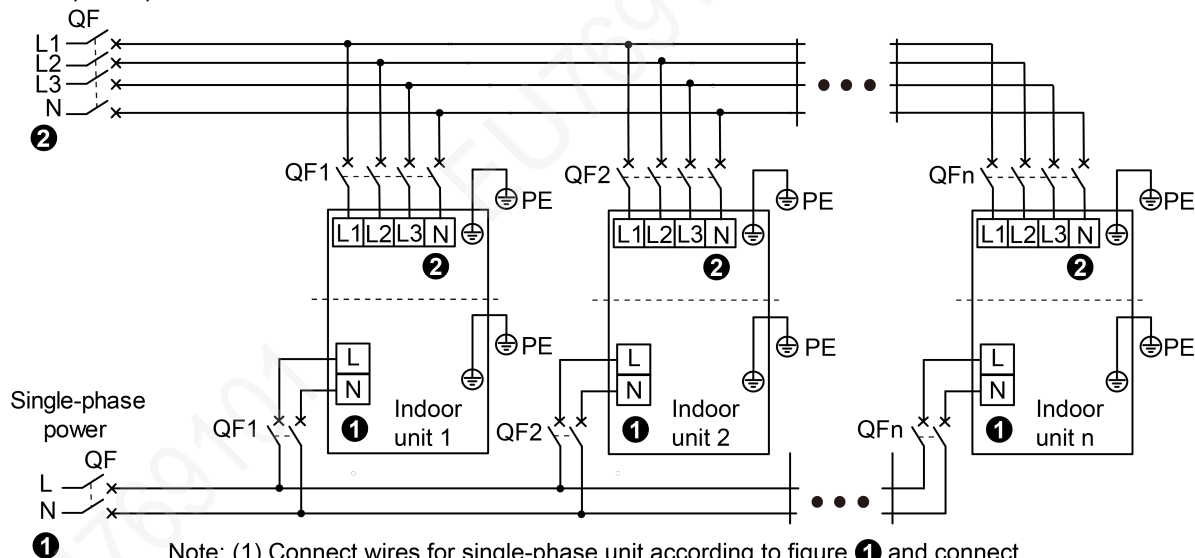 QF
L1
L2
L3
N
❷
QF1 QF2 QFn
PE PE PE
L1 L2 L3 N L1 L2 L3 N L1 L2 L3 N
❷ ❷ ❷
PE PE PE
L L L
N N N
Single-phase
power
QF1 QF2 QFn
❶ ❶ ❶
Indoor
unit 1
Indoor
unit 2
Indoor
unit n
QF
L
N
❶
Note: (1) Connect wires for single-phase unit according to figure ❶ and connect